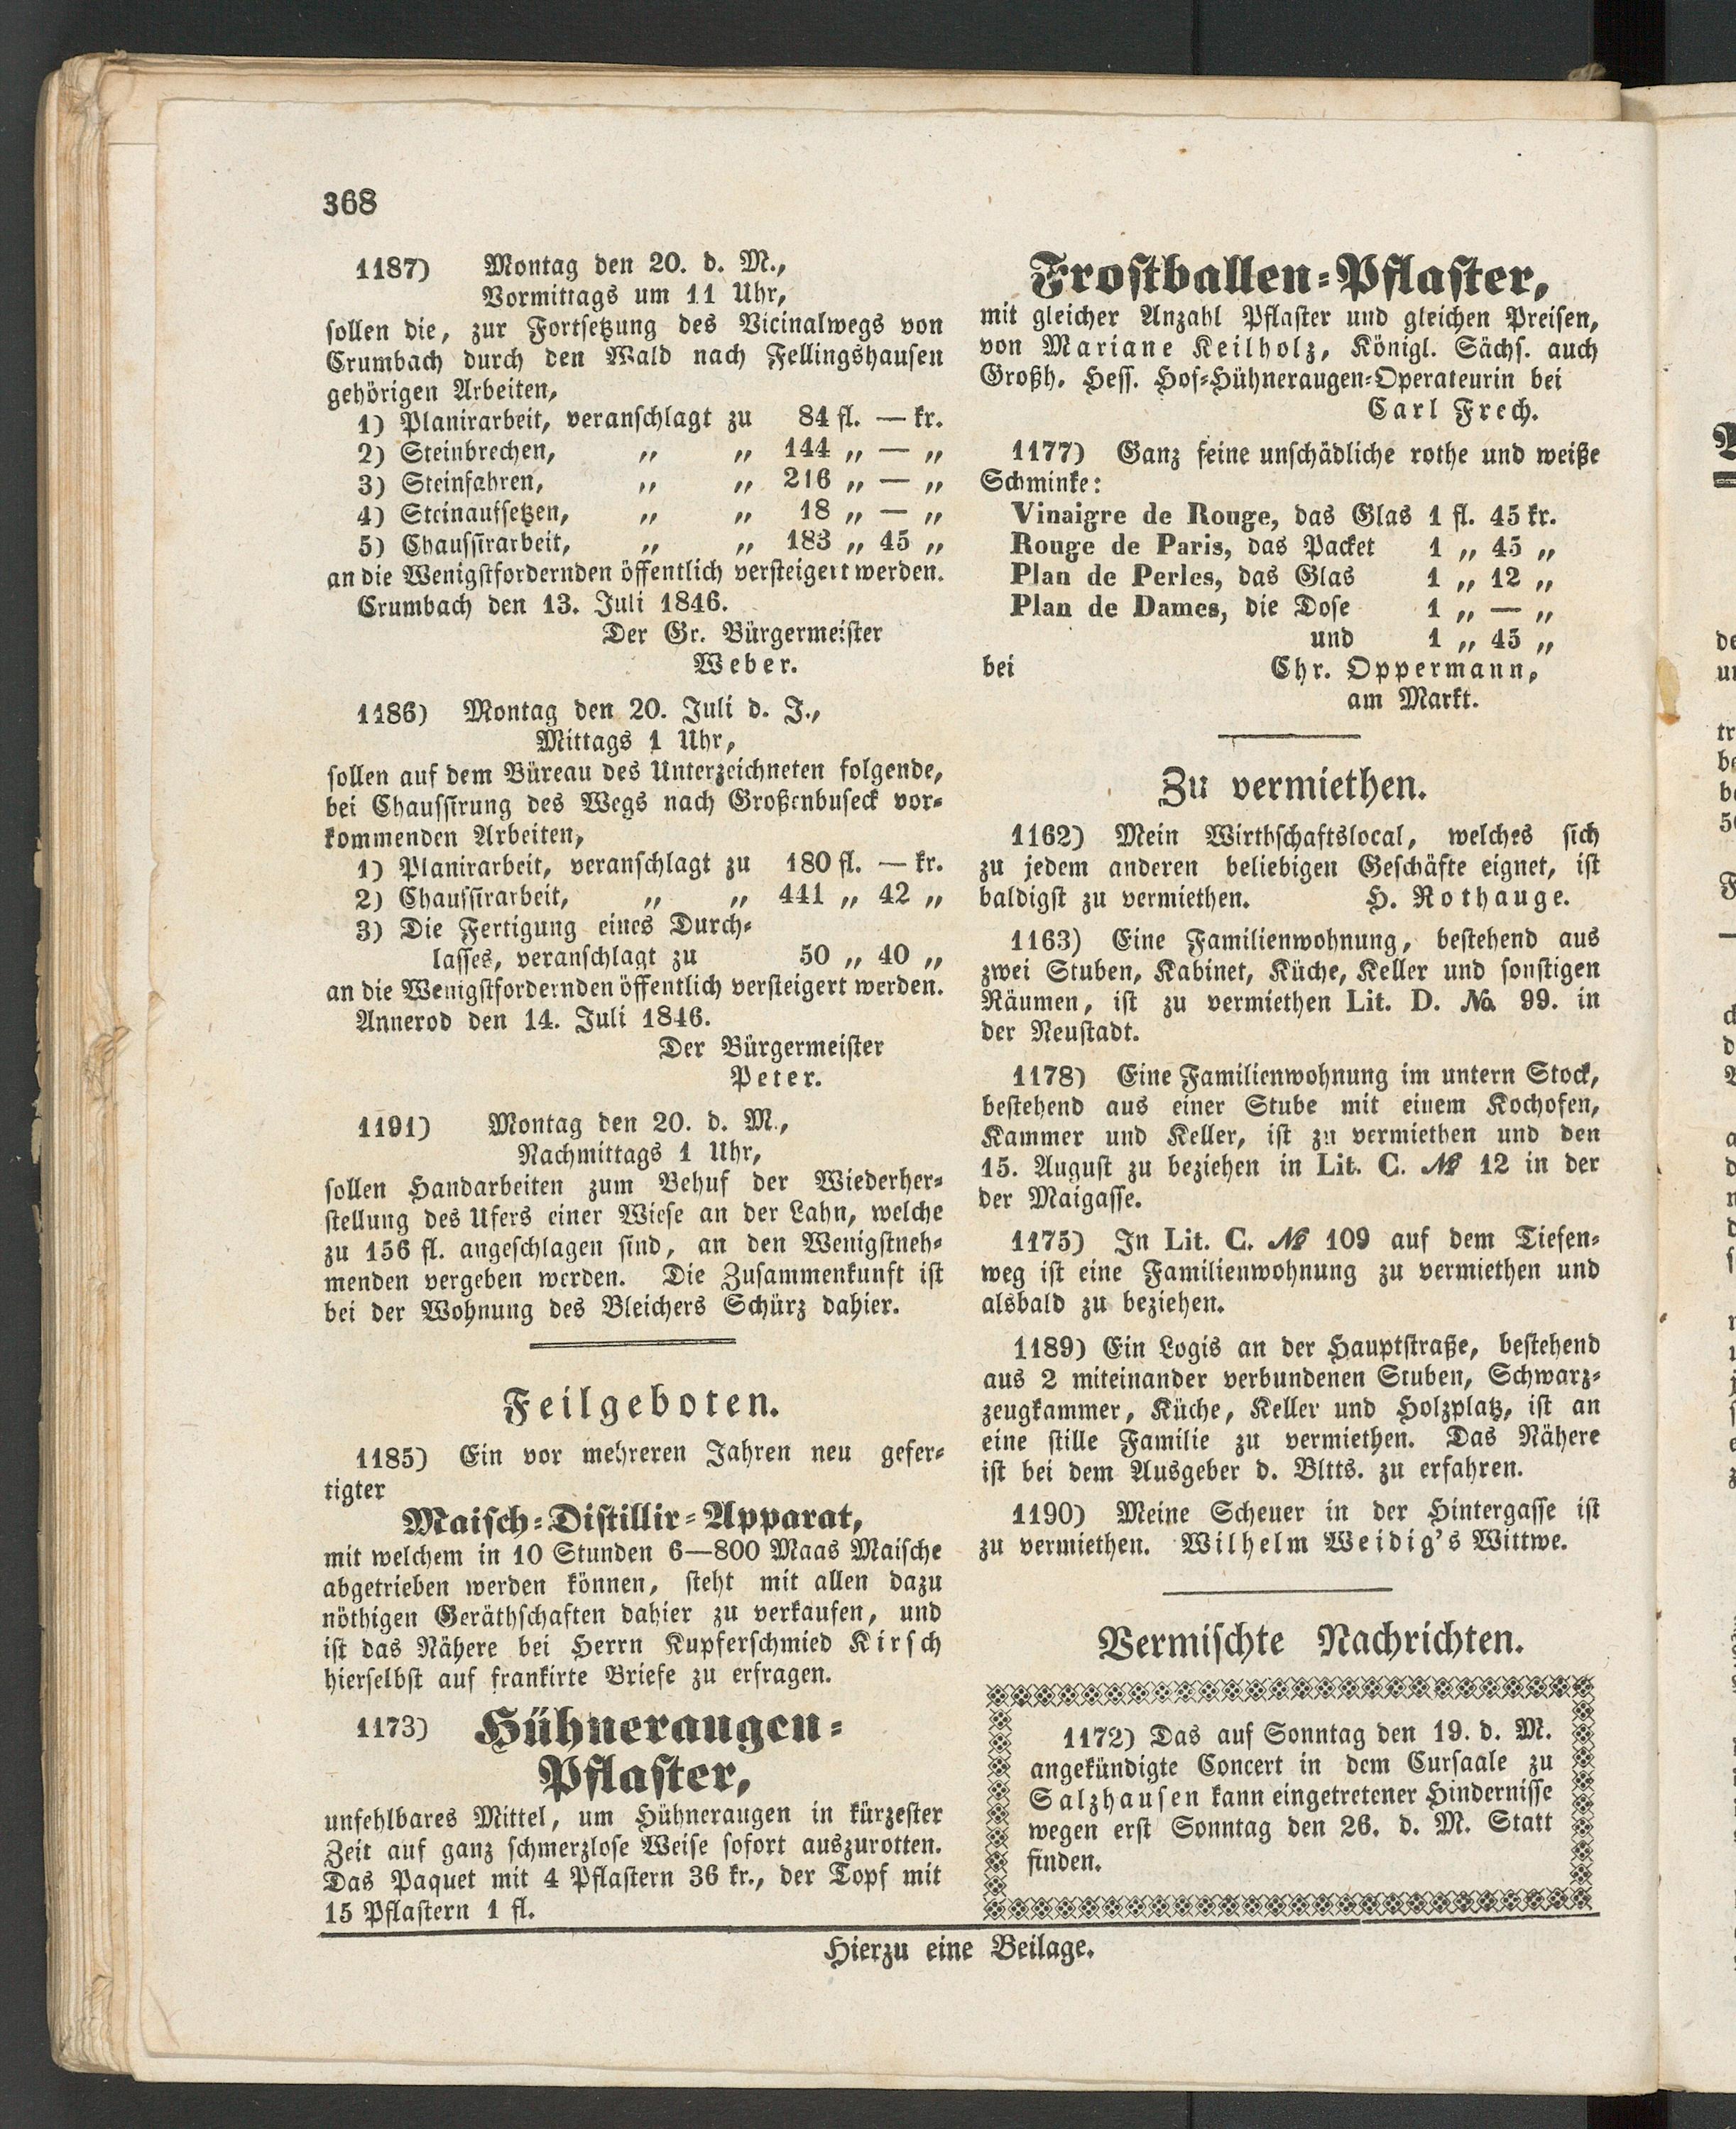 368
1187) Montag den 20. d. M.,
Vormittags um 11 Uhr,
sollen die, zur Fortsetzung des Vicinalwegs von
Crumbach durch den Wald nach Fellingshausen
gehörigen Arbeiten,
1) Planirarbeit, veranschlagt zu 84 fl. — kr.
2) Steinbrechen, „ „ 144 „ — „
3) Steinfahren, „ „ 216 „ — „
4) Steinaufsetzen, „ „ 18 „ — „
5) Chaussirarbeit, „ „ 183 „ 45 „
an die Wenigstfordernden öffentlich versteigert werden.
Crumbach den 13. Juli 1846.
Der Gr. Bürgermeister
Weber.
1186) Montag den 20. Juli d. J.,
Mittags 1 Uhr,
sollen auf dem Büreau des Unterzeichneten folgende,
bei Chaussirung des Wegs nach Großenbuseck vor-
kommenden Arbeiten,
1) Planirarbeit, veranschlagt zu 180 fl. — kr.
2) Chaussirarbeit, „ „ 441 „ 42 „
3) Die Fertigung eines Durch-
lasses, veranschlagt zu 50 „ 40 „
an die Wenigstfordernden öffentlich versteigert werden.
Annerod den 14. Juli 1846.
Der Bürgermeister
Peter.
1191) Montag den 20. d. M.,
Nachmittags 1 Uhr,
sollen Handarbeiten zum Behuf der Wiederher-
stellung des Ufers einer Wiese an der Lahn, welche
zu 156 fl. angeschlagen sind, an den Wenigstneh-
menden vergeben werden. Die Zusammenkunft ist
bei der Wohnung des Bleichers Schürz dahier.
Feilgeboten.
1185) Ein vor mehreren Jahren neu gefer-
tigter
Maisch-Distillir-Apparat,
mit welchem in 10 Stunden 6—800 Maas Maische
abgetrieben werden können, steht mit allen dazu
nöthigen Geräthschaften dahier zu verkaufen, und
ist das Nähere bei Herrn Kupferschmied Kirsch
hierselbst auf frankirte Briefe zu erfragen.
1173) Hühneraugen-
Pflaster,
unfehlbares Mittel, um Hühneraugen in kürzester
Zeit auf ganz schmerzlose Weise sofort auszurotten.
Das Paquet mit 4 Pflastern 36 kr., der Topf mit
15 Pflastern 1 fl.
Frostballen-Pflaster,
mit gleicher Anzahl Pflaster und gleichen Preisen,
von Mariane Keilholz, Königl. Sächs. auch
Großh. Hess. Hof-Hühneraugen-Operateurin bei
Carl Frech.
1177) Ganz feine unschädliche rothe und weiße
Schminke:
Vinaigre de Rouge, das Glas 1 fl. 45 kr.
Rouge de Paris, das Packet 1 „ 45 „
Plan de Perles, das Glas 1 „ 12 „
Plan de Dames, die Dose 1 „ — „
und 1 „ 45 „
bei Chr. Oppermann,
am Markt.
Zu vermiethen.
1162) Mein Wirthschaftslocal, welches sich
zu jedem anderen beliebigen Geschäfte eignet, ist
baldigst zu vermiethen. H. Rothauge.
1163) Eine Familienwohnung, bestehend aus
zwei Stuben, Kabinet, Küche, Keller und sonstigen
Räumen, ist zu vermiethen Lit. D. No. 99. in
der Neustadt.
1178) Eine Familienwohnung im untern Stock,
bestehend aus einer Stube mit einem Kochofen,
Kammer und Keller, ist zu vermiethen und den
15. August zu beziehen in Lit. C. № 12 in der
der Maigasse.
1175) In Lit. C. № 109 auf dem Tiefen-
weg ist eine Familienwohnung zu vermiethen und
alsbald zu beziehen.
1189) Ein Logis an der Hauptstraße, bestehend
aus 2 miteinander verbundenen Stuben, Schwarz-
zeugkammer, Küche, Keller und Holzplatz, ist an
eine stille Familie zu vermiethen. Das Nähere
ist bei dem Ausgeber d. Bltts. zu erfahren.
1190) Meine Scheuer in der Hintergasse ist
zu vermiethen. Wilhelm Weidig's Wittwe.
Vermischte Nachrichten.
1172) Das auf Sonntag den 19. d. M.
angekündigte Concert in dem Cursaale zu
Salzhausen kann eingetretener Hindernisse
wegen erst Sonntag den 26. d. M. Statt
finden.
Hierzu eine Beilage.